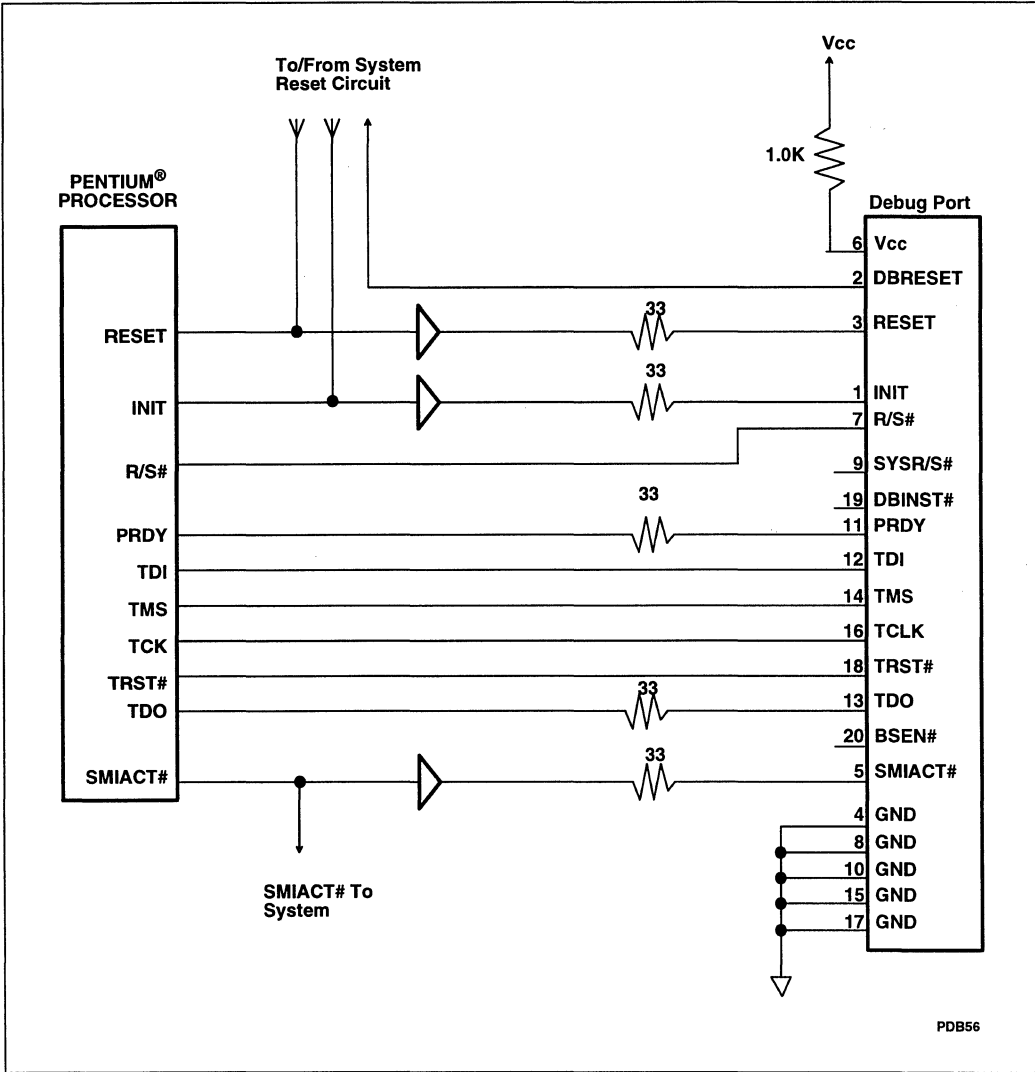 Vcc
To/From System
Reset Circuit
1.0K
PENTIUM®
PROCESSOR
Debug Port
6 Vcc
2 DBRESET
33
RESET
3 RESET
33
INIT
1 INIT
7 R/S#
R/S#
9 SYSR/S#
33
19 DBINST#
PRDY
11 PRDY
TDI
12 TDI
TMS
14 TMS
TCK
16 TCLK
TRST#
18 TRST#
33
TDO
13 TDO
20 BSEN#
33
SMIACT#
5 SMIACT#
4 GND
8 GND
10 GND
15 GND
17 GND
SMIACT# To
System
PDB56